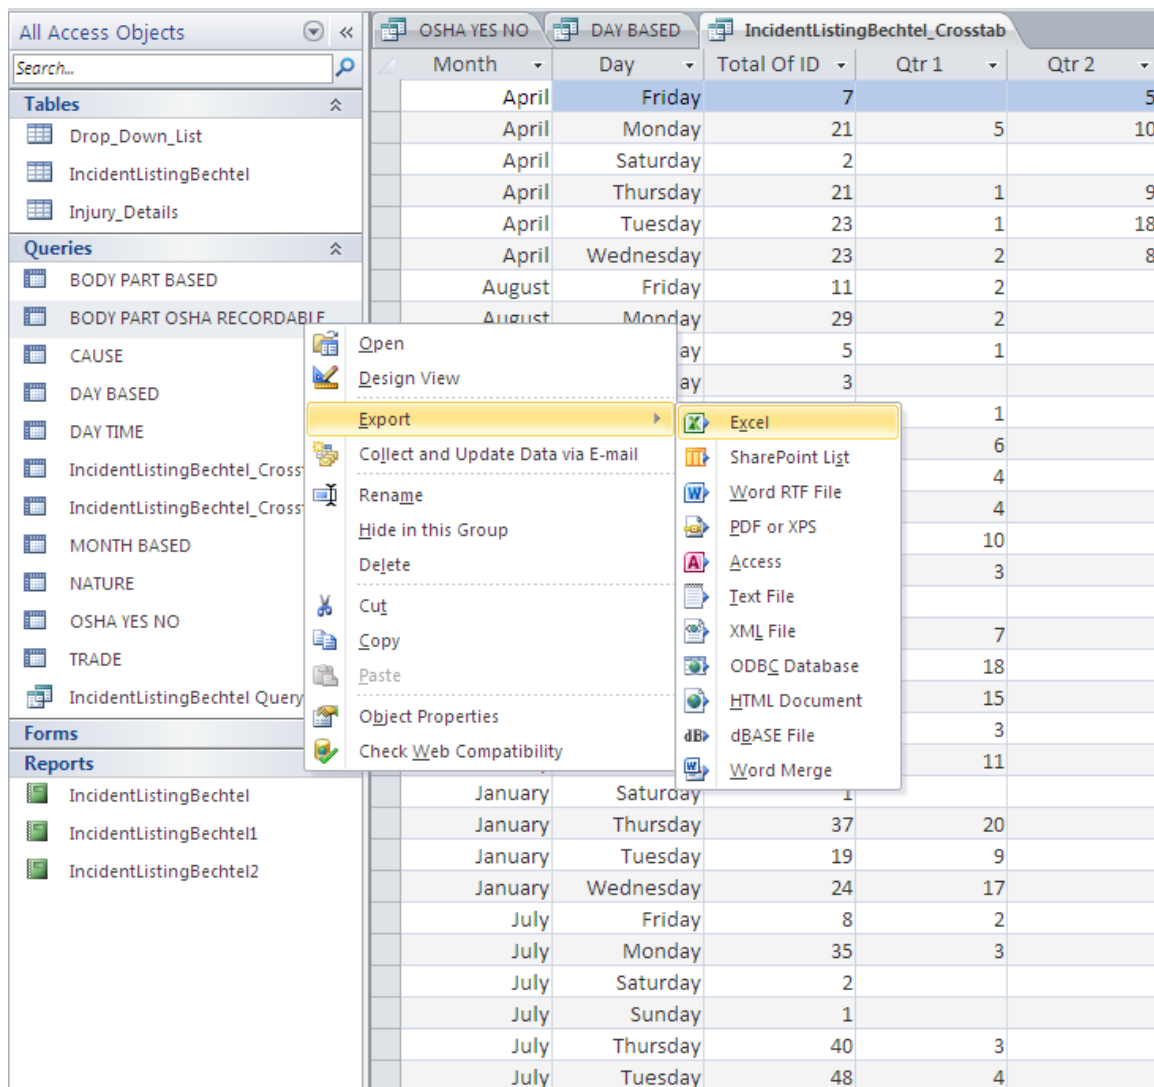 All Access Objects
Search...
Tables
Drop_Down_List
IncidentListingBechtel
Injury_Details
Queries
BODY PART BASED
BODY PART OSHA RECORDABLE
CAUSE
DAY BASED
DAY TIME
IncidentListingBechtel_Cross
IncidentListingBechtel_Cross
MONTH BASED
NATURE
OSHA YES NO
TRADE
IncidentListingBechtel Query
Forms
Reports
IncidentListingBechtel
IncidentListingBechtel1
IncidentListingBechtel2
Open
Design View
Export
Collect and Update Data via E-mail
Rename
Hide in this Group
Delete
Cut
Copy
Paste
Object Properties
Check Web Compatibility
Excel
SharePoint List
Word RTF File
PDF or XPS
Access
Text File
XML File
ODBC Database
HTML Document
dB dBASE File
Word Merge
OSHA YES NO DAY BASED IncidentListingBechtel_Crosstab
Month Day Total Of ID Qtr 1 Qtr 2
April Friday 7 5
April Monday 21 5 10
April Saturday 2
April Thursday 21 1 9
April Tuesday 23 1 18
April Wednesday 23 2 8
August Friday 11 2
August Monday 29 2
ay 5 1
ay 3
1
6
4
4
10
3
7
18
15
3
11
January Saturday 1
January Thursday 37 20
January Tuesday 19 9
January Wednesday 24 17
July Friday 8 2
July Monday 35 3
July Saturday 2
July Sunday 1
July Thursday 40 3
July Tuesday 48 4